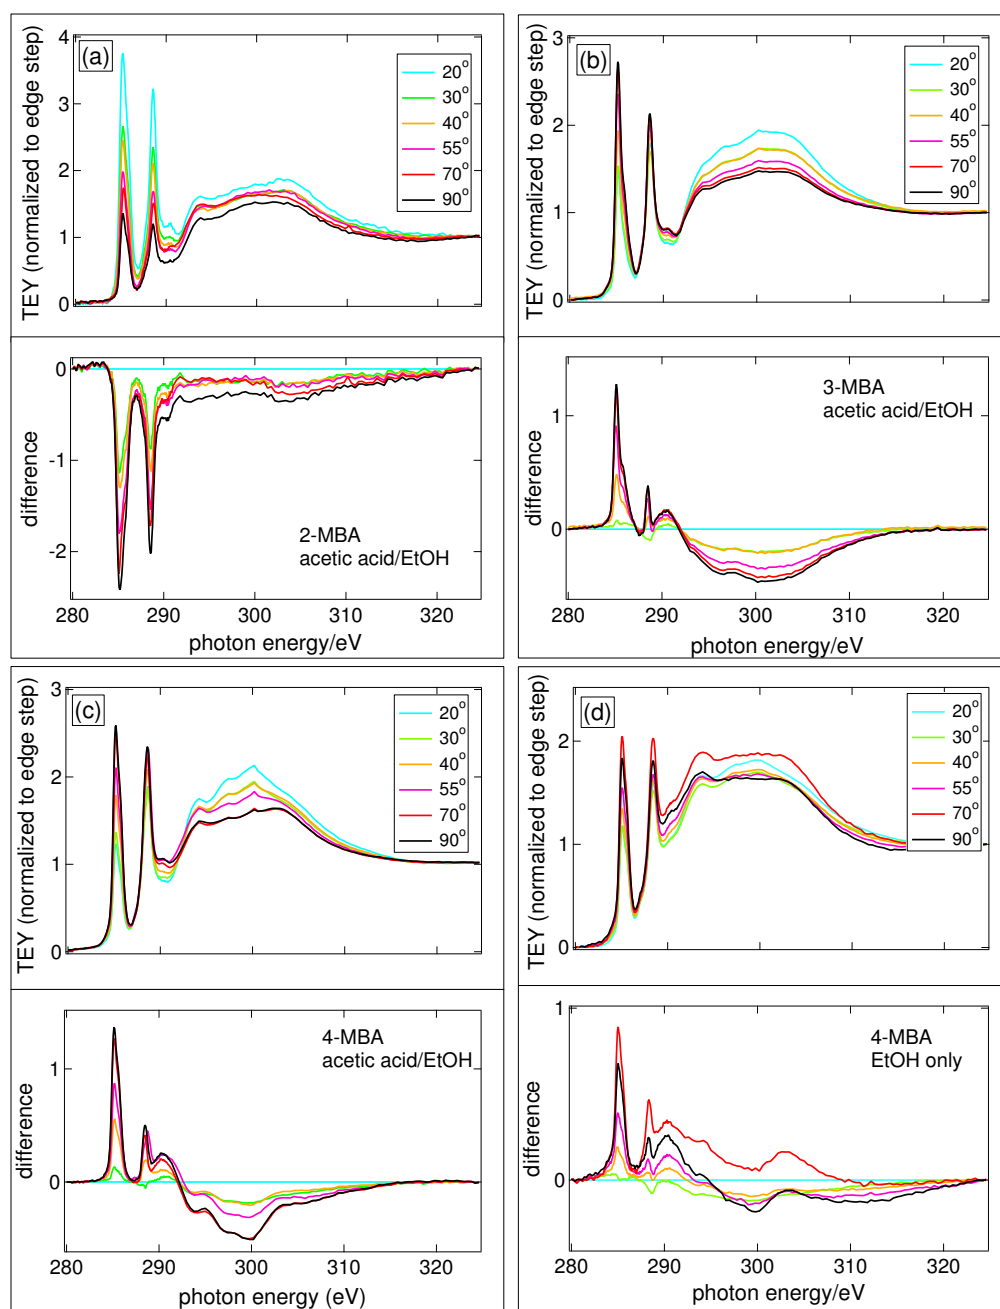 (a)
TEY (normalized to edge step)
4
3
2
1
0
20°
30°
40°
55°
70°
90°
difference
0
-1
-2
2-MBA
acetic acid/EtOH
280
290
300
310
320
photon energy/eV
(b)
TEY (normalized to edge step)
3
2
1
0
20°
30°
40°
55°
70°
90°
difference
1
0
3-MBA
acetic acid/EtOH
280
290
300
310
320
photon energy/eV
(c)
TEY (normalized to edge step)
3
2
1
0
20°
30°
40°
55°
70°
90°
difference
1
0
4-MBA
acetic acid/EtOH
280
290
300
310
320
photon energy (eV)
(d)
TEY (normalized to edge step)
2
1
0
20°
30°
40°
55°
70°
90°
difference
1
0
4-MBA
EtOH only
280
290
300
310
320
photon energy/eV